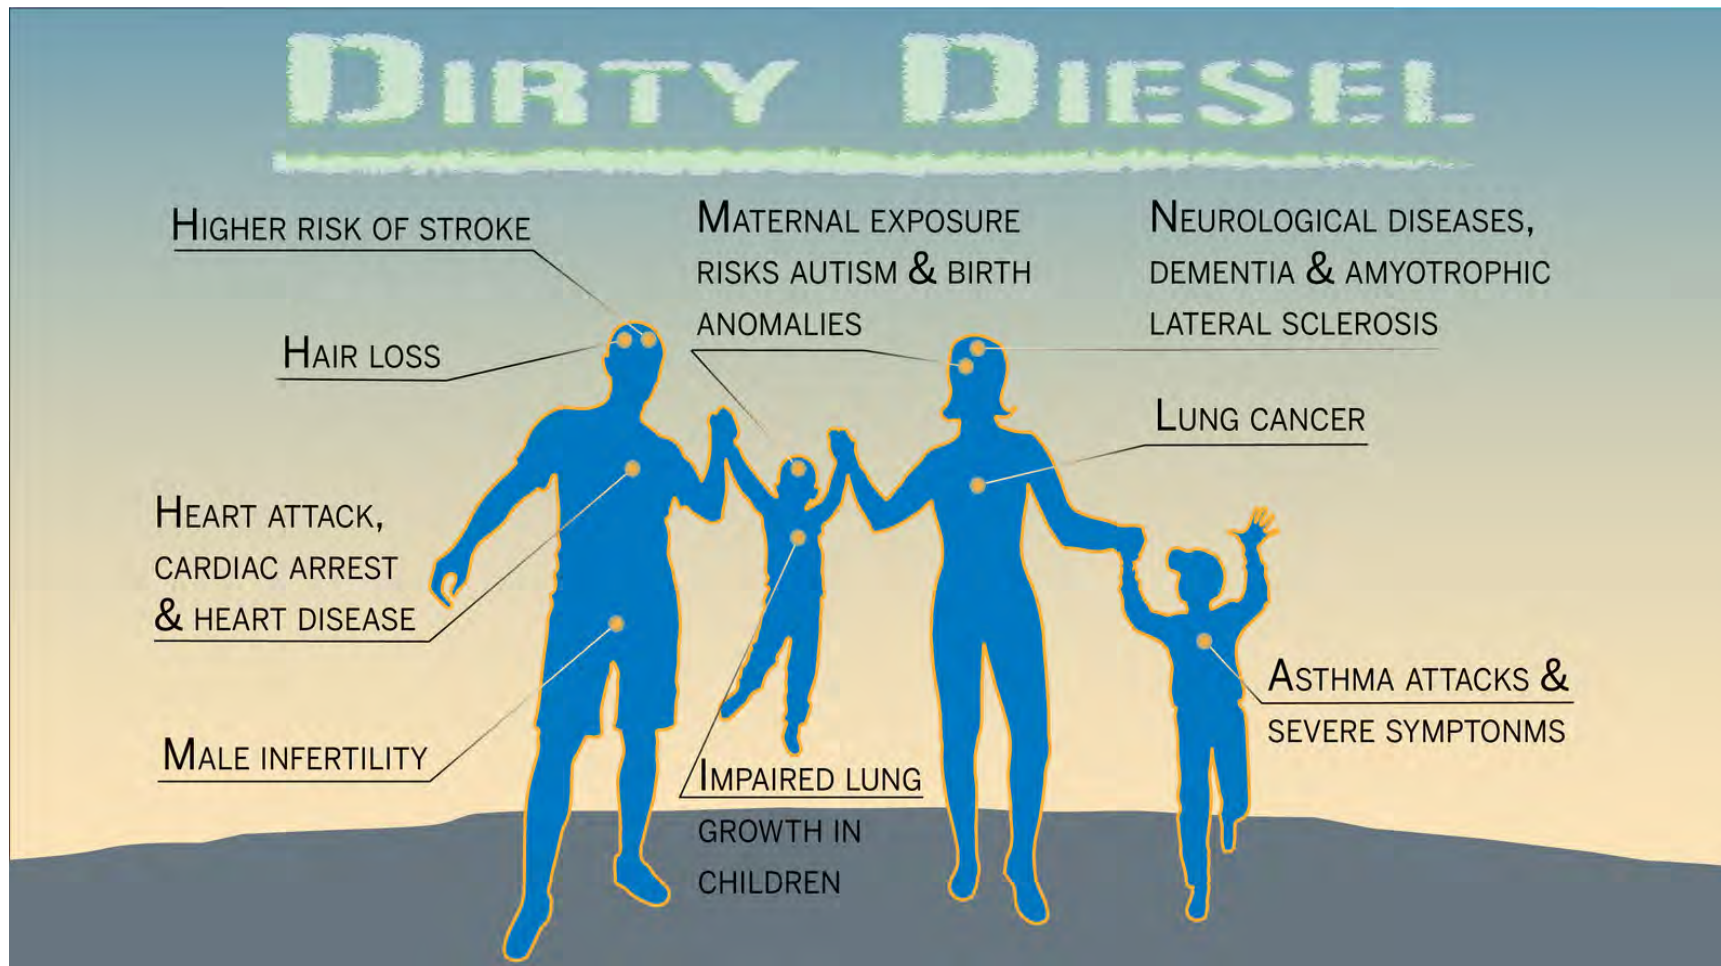 DIRTY DIESEL
HIGHER RISK OF STROKE
HAIR LOSS
HEART ATTACK,
CARDIAC ARREST
& HEART DISEASE
MALE INFERTILITY
MATERNAL EXPOSURE
RISKS AUTISM & BIRTH
ANOMALIES
IMPAIRED LUNG
GROWTH IN
CHILDREN
NEUROLOGICAL DISEASES,
DEMENTIA & AMYOTROPHIC
LATERAL SCLEROSIS
LUNG CANCER
ASTHMA ATTACKS &
SEVERE SYMPTONMS